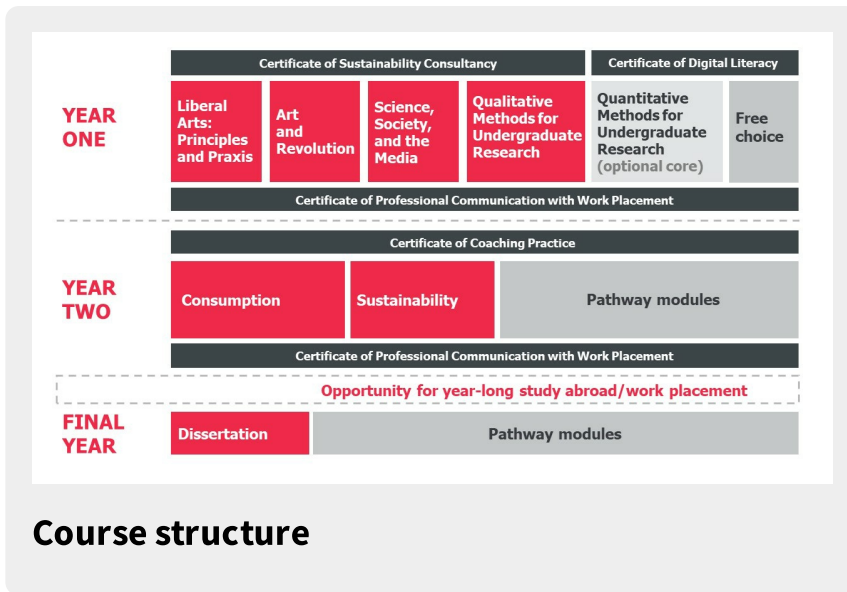 Certificate of Sustainability Consultancy
Certificate of Digital Literacy
YEAR
ONE
Liberal
Arts:
Principles
and Praxis
Art
and
Revolution
Science,
Society,
and the
Media
Qualitative
Methods for
Undergraduate
Research
Quantitative
Methods for
Undergraduate
Research
(optional core)
Free
choice
Certificate of Professional Communication with Work Placement
Certificate of Coaching Practice
YEAR
TWO
Consumption
Sustainability
Pathway modules
Certificate of Professional Communication with Work Placement
Opportunity for year-long study abroad/work placement
FINAL
YEAR
Dissertation
Pathway modules
Course structure